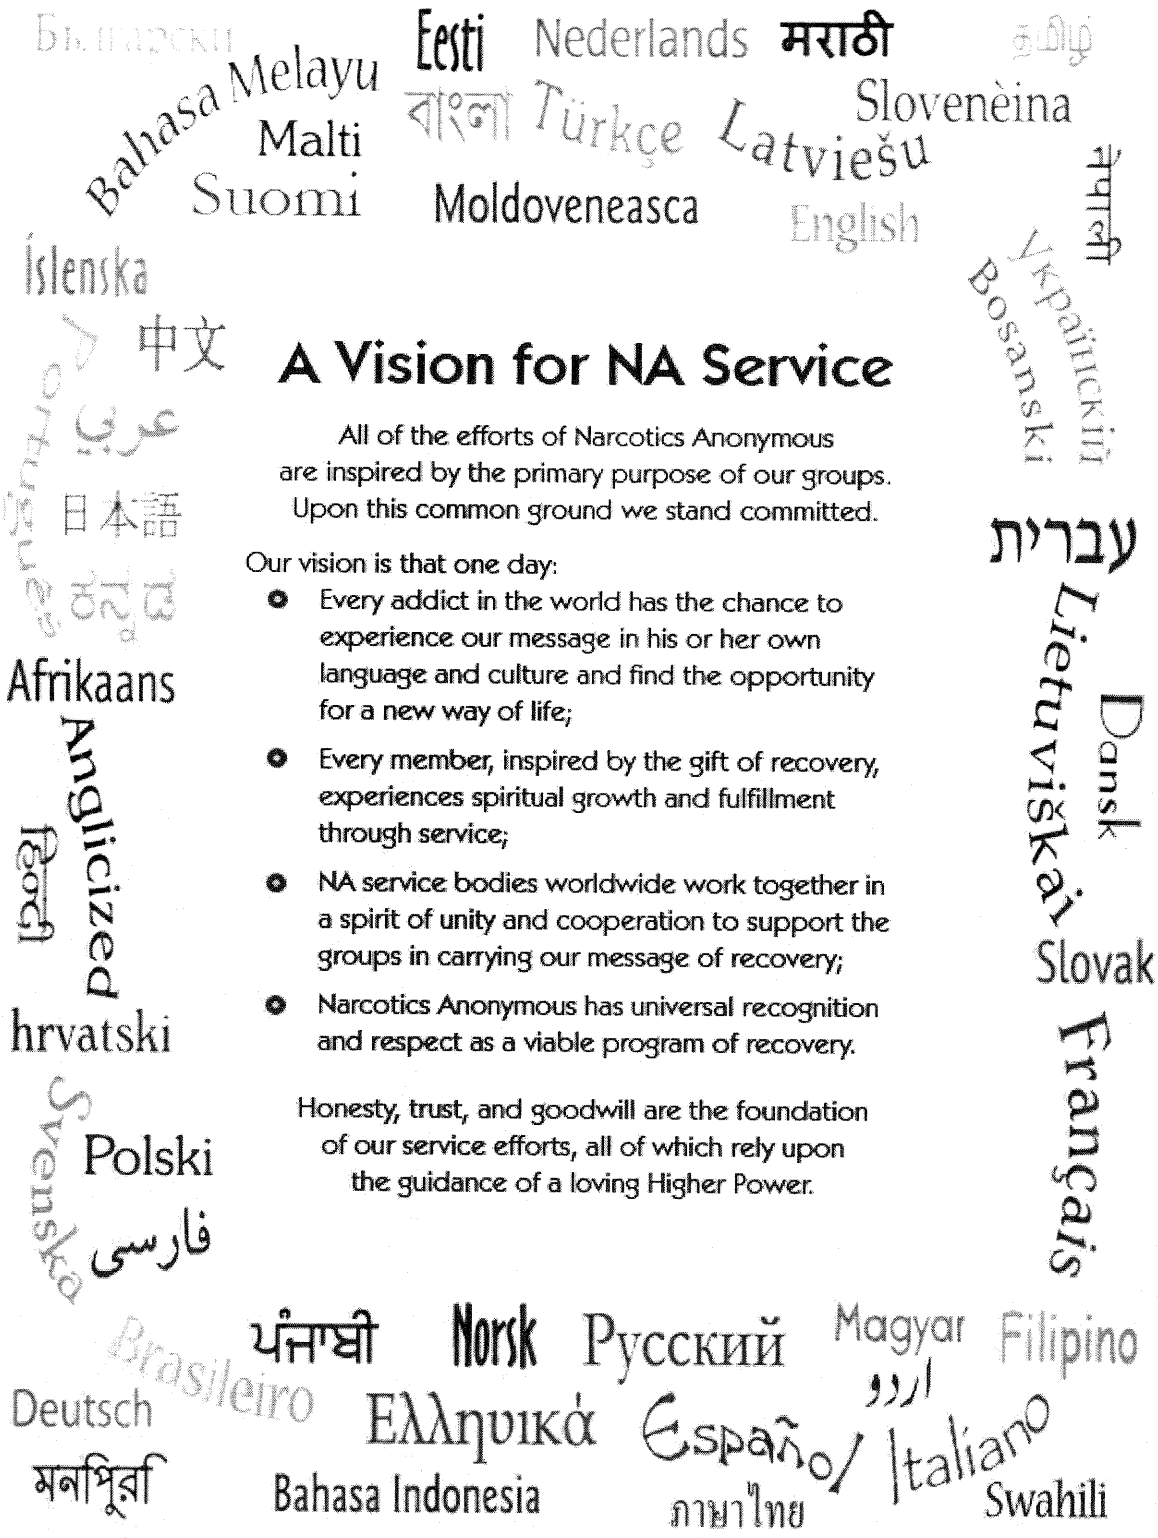 Български
Eesti
Nederlands
मराठी
தமிழ்
Bahasa Melayu
Malti
Suomi
বাংলা
Türkçe
Latviešu
Slovenèina
Moldoveneasca
English
नेपाली
Íslenska
Українскій
Bosanski
中文
Português
عربي
日本語
Afrikaans
עברית
Lietuviškai
Dansk
Anglicized
हिन्दी
Slovak
hrvatski
Français
Svenska
Polski
فارسی
A Vision for NA Service
All of the efforts of Narcotics Anonymous
are inspired by the primary purpose of our groups.
Upon this common ground we stand committed.
Our vision is that one day:
Every addict in the world has the chance to
experience our message in his or her own
language and culture and find the opportunity
for a new way of life;
Every member, inspired by the gift of recovery,
experiences spiritual growth and fulfillment
through service;
NA service bodies worldwide work together in
a spirit of unity and cooperation to support the
groups in carrying our message of recovery;
Narcotics Anonymous has universal recognition
and respect as a viable program of recovery.
Honesty, trust, and goodwill are the foundation
of our service efforts, all of which rely upon
the guidance of a loving Higher Power.
Brasileiro
ਪੰਜਾਬੀ
Norsk
Русский
Magyar
Filipino
اردو
Deutsch
Ελληνικά
Español
Italiano
মনিপুরি
Bahasa Indonesia
ภาษาไทย
Swahili